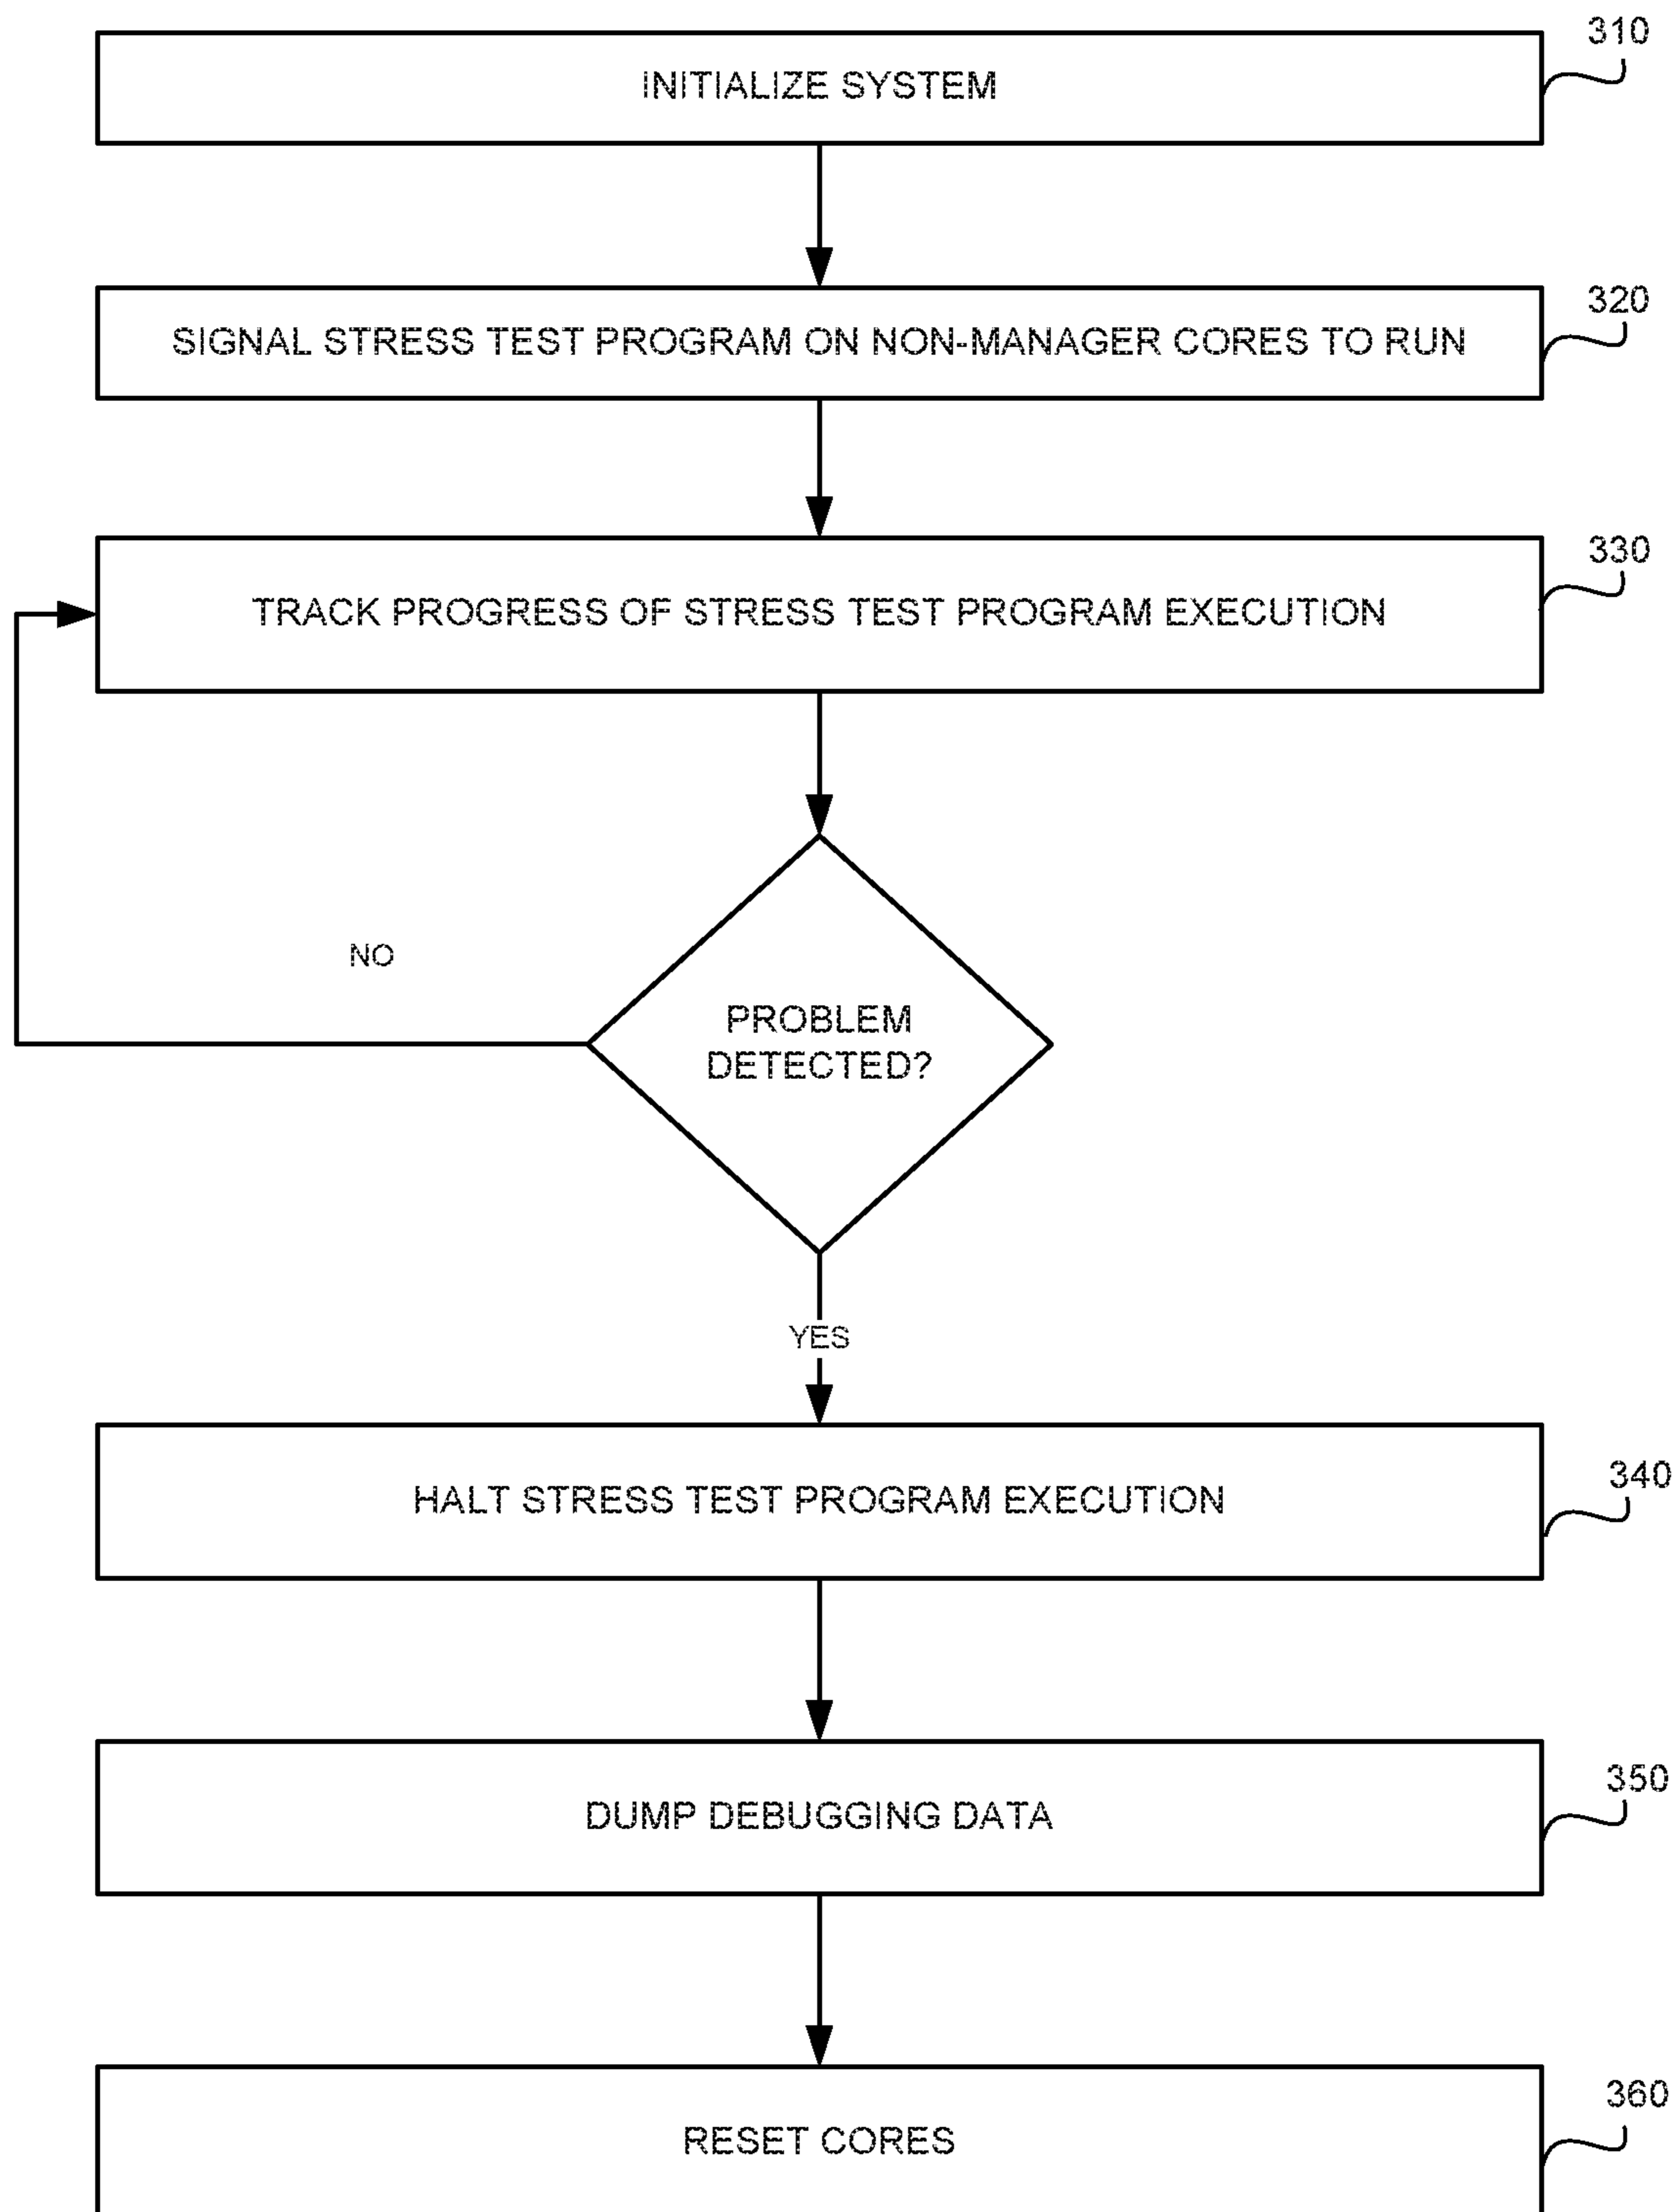 310
INITIALIZE SYSTEM
320
SIGNAL STRESS TEST PROGRAM ON NON-MANAGER CORES TO RUN
330
TRACK PROGRESS OF STRESS TEST PROGRAM EXECUTION
NO
PROBLEM
DETECTED?
YES
340
HALT STRESS TEST PROGRAM EXECUTION
350
DUMP DEBUGGING DATA
360
RESET CORES